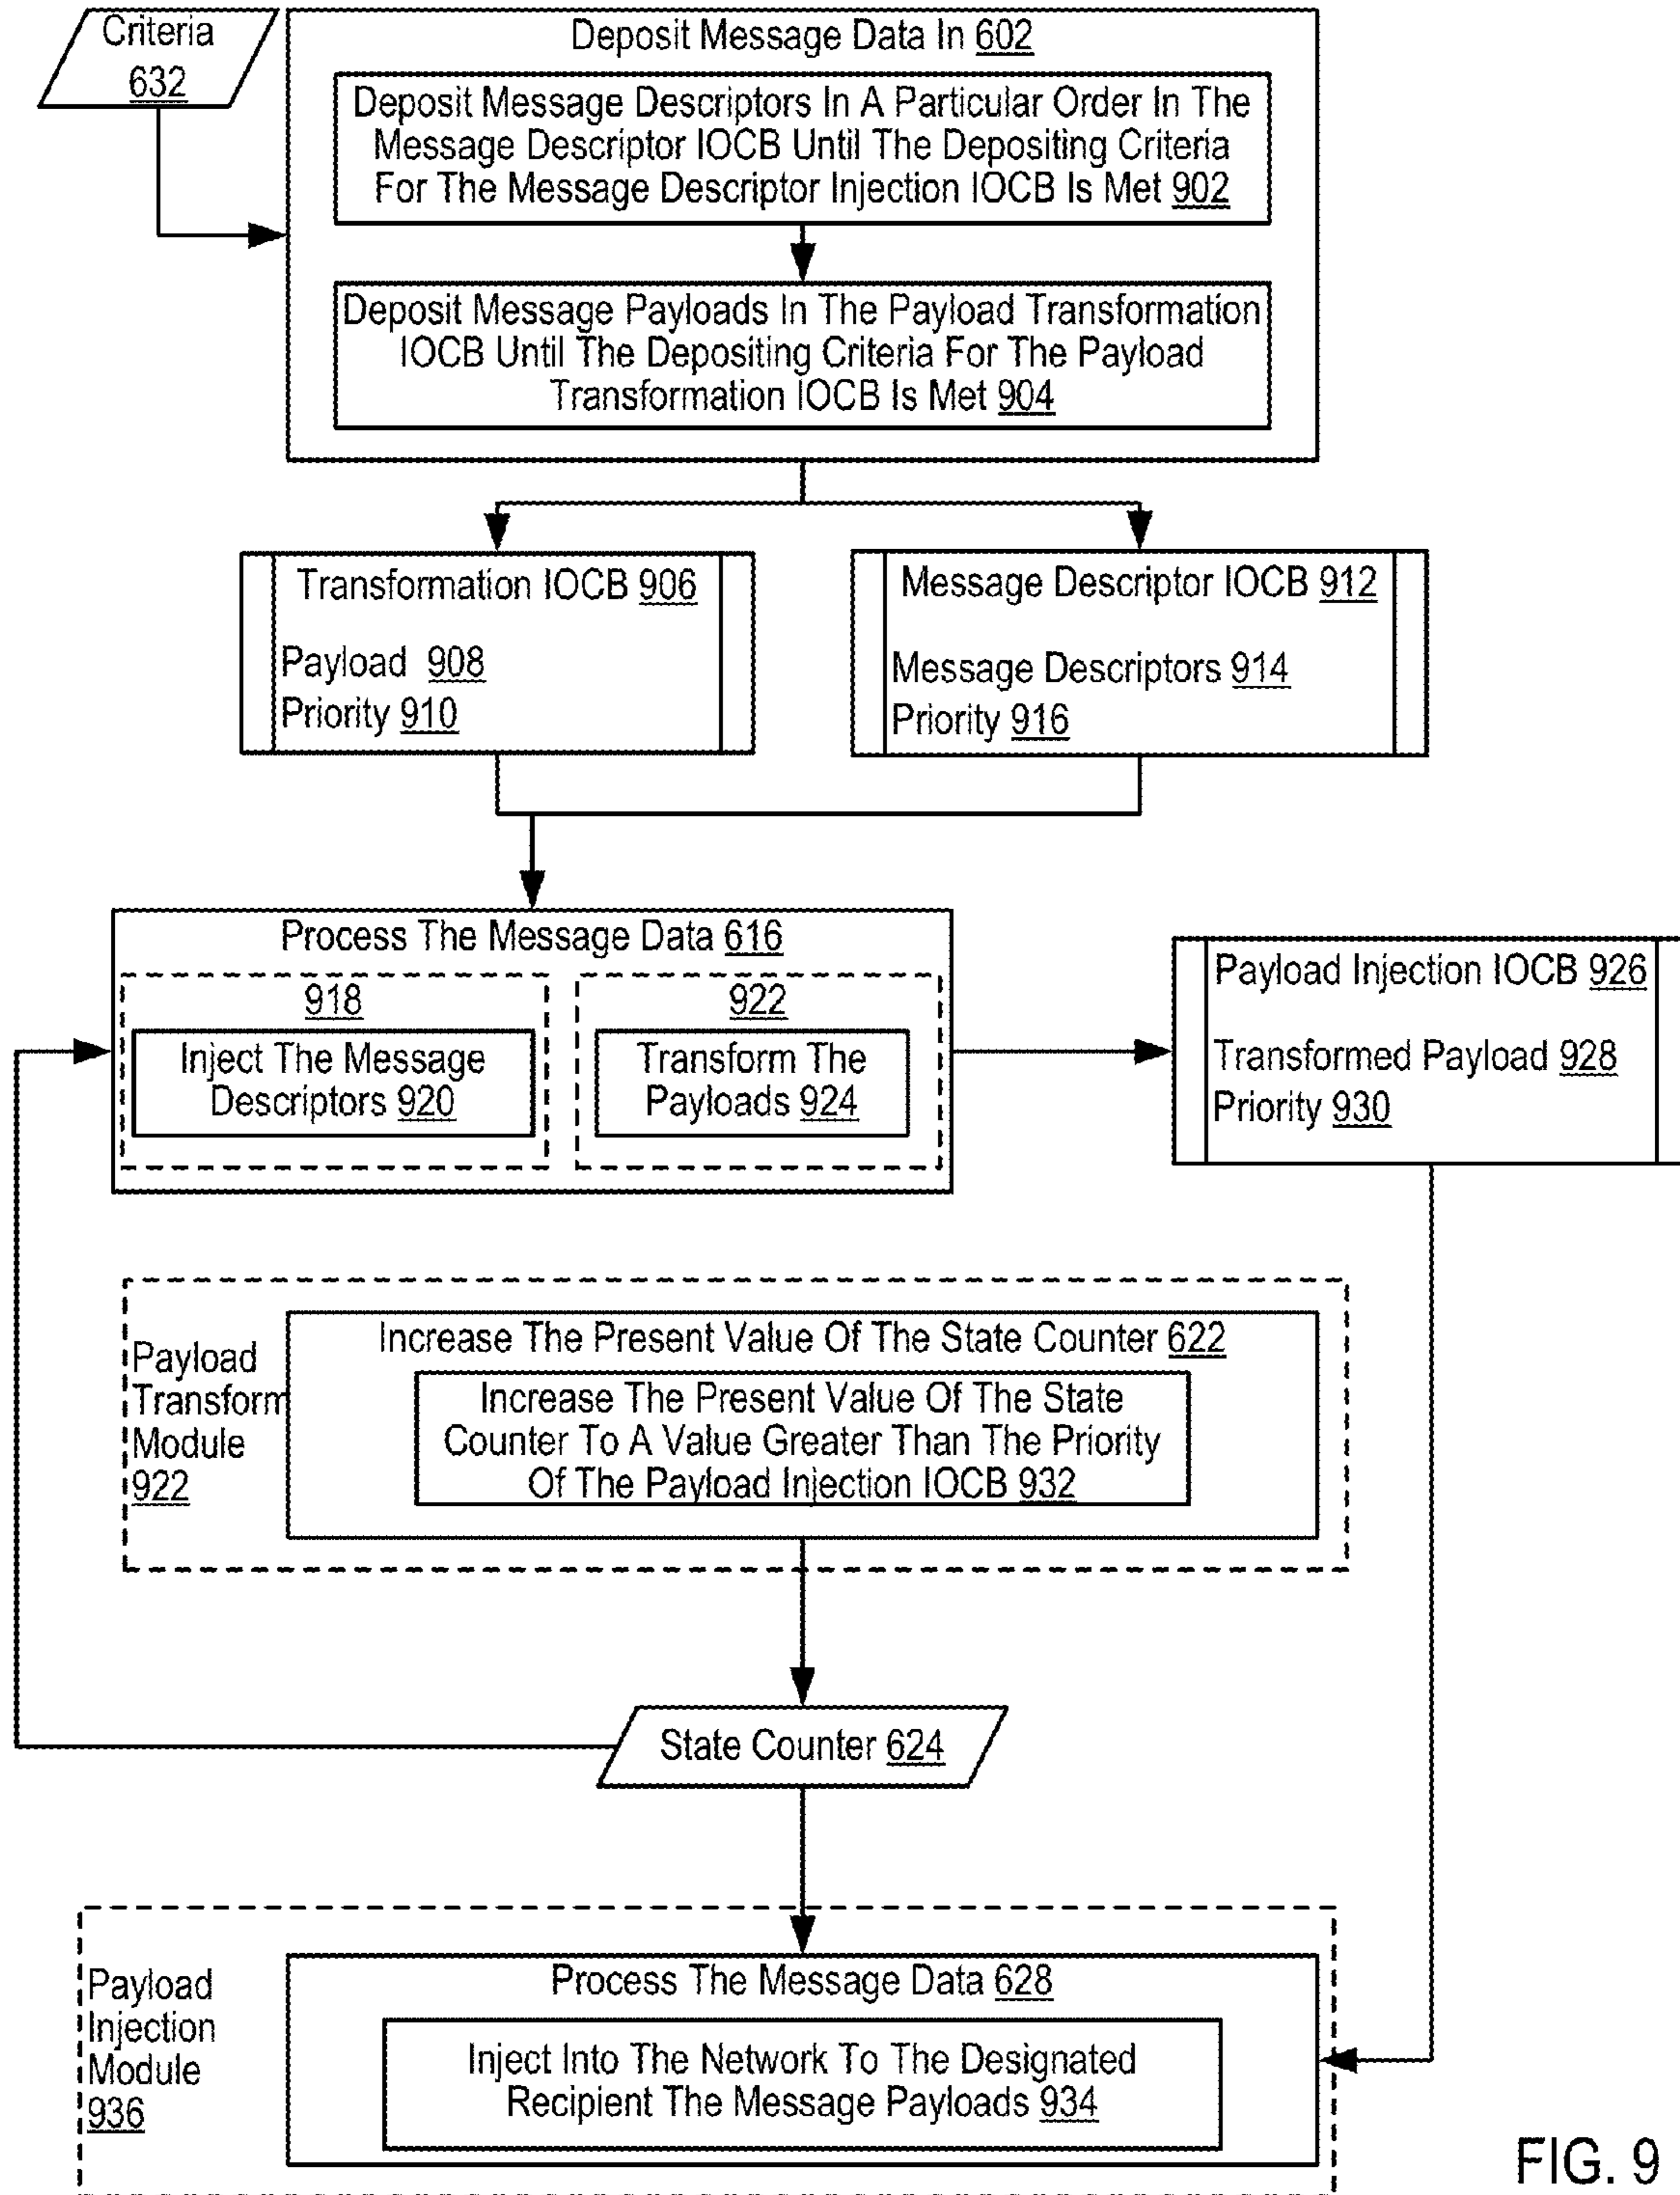 Criteria
632
Deposit Message Data In 602
Deposit Message Descriptors In A Particular Order In The
Message Descriptor IOCB Until The Depositing Criteria
For The Message Descriptor Injection IOCB Is Met 902
Deposit Message Payloads In The Payload Transformation
IOCB Until The Depositing Criteria For The Payload
Transformation IOCB Is Met 904
Transformation IOCB 906
Payload 908
Priority 910
Message Descriptor IOCB 912
Message Descriptors 914
Priority 916
Process The Message Data 616
918
Inject The Message
Descriptors 920
922
Transform The
Payloads 924
Payload Injection IOCB 926
Transformed Payload 928
Priority 930
Payload
Transform
Module
922
Increase The Present Value Of The State Counter 622
Increase The Present Value Of The State
Counter To A Value Greater Than The Priority
Of The Payload Injection IOCB 932
State Counter 624
Payload
Injection
Module
936
Process The Message Data 628
Inject Into The Network To The Designated
Recipient The Message Payloads 934
FIG. 9